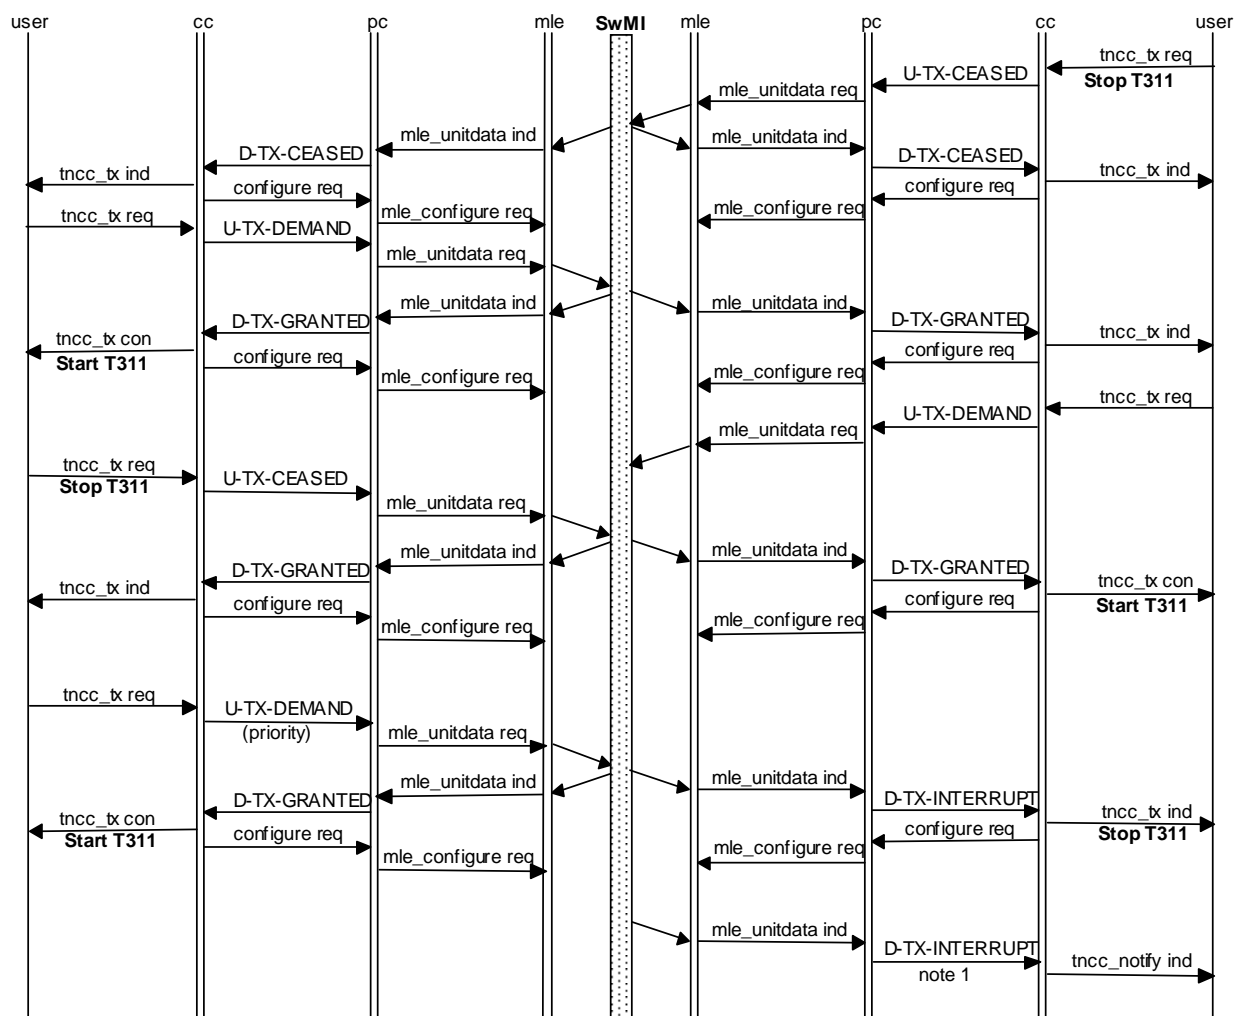 user cc pc mle SwMI mle pc cc user
tncc_tx req
U-TX-CEASED
Stop T311
mle_unitdata req
mle_unitdata ind
mle_unitdata ind
D-TX-CEASED
D-TX-CEASED
tncc_tx ind
tncc_tx ind
configure req
configure req
tncc_tx req
mle_configure req
mle_configure req
U-TX-DEMAND
mle_unitdata req
mle_unitdata ind
mle_unitdata ind
D-TX-GRANTED
D-TX-GRANTED
tncc_tx con
tncc_tx ind
Start T311
configure req
configure req
mle_configure req
mle_configure req
tncc_tx req
U-TX-DEMAND
mle_unitdata req
tncc_tx req
Stop T311
U-TX-CEASED
mle_unitdata req
mle_unitdata ind
mle_unitdata ind
D-TX-GRANTED
D-TX-GRANTED
tncc_tx ind
tncc_tx con
configure req
configure req
Start T311
mle_configure req
mle_configure req
tncc_tx req
U-TX-DEMAND
(priority)
mle_unitdata req
mle_unitdata ind
mle_unitdata ind
D-TX-GRANTED
D-TX-INTERRUPT
tncc_tx con
tncc_tx ind
Start T311
configure req
configure req
Stop T311
mle_configure req
mle_configure req
mle_unitdata ind
D-TX-INTERRUPT
note 1
tncc_notify ind